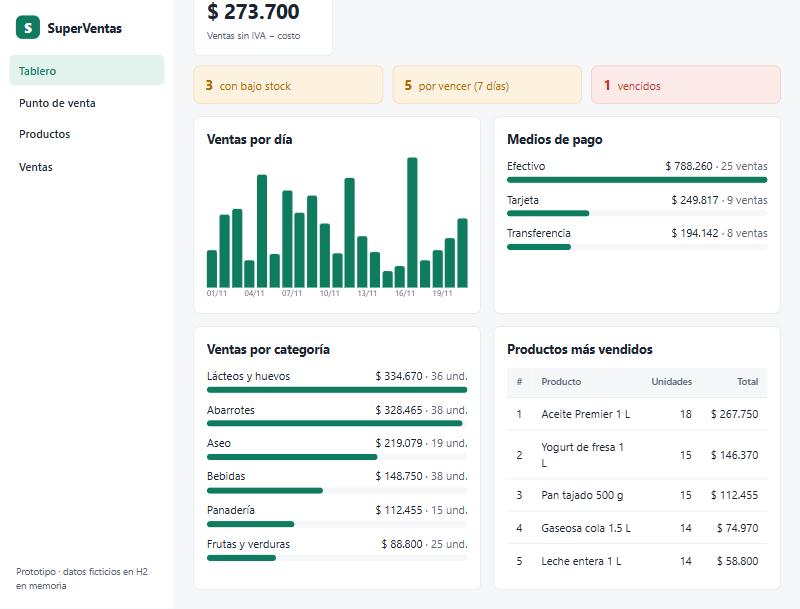 S SuperVentas
Tablero
Punto de venta
Productos
Ventas
Prototipo · datos ficticios en H2
en memoria
$ 273.700
Ventas sin IVA – costo
3 con bajo stock
5 por vencer (7 días)
1 vencidos
Ventas por día
01/11 04/11 07/11 10/11 13/11 16/11 19/11
Medios de pago
Efectivo $ 788.260 · 25 ventas
Tarjeta $ 249.817 · 9 ventas
Transferencia $ 194.142 · 8 ventas
Ventas por categoría
Lácteos y huevos $ 334.670 · 36 und.
Abarrotes $ 328.465 · 38 und.
Aseo $ 219.079 · 19 und.
Bebidas $ 148.750 · 38 und.
Panadería $ 112.455 · 15 und.
Frutas y verduras $ 88.800 · 25 und.
Productos más vendidos
# Producto Unidades Total
1 Aceite Premier 1 L 18 $ 267.750
2 Yogurt de fresa 1 15 $ 146.370
L
3 Pan tajado 500 g 15 $ 112.455
4 Gaseosa cola 1.5 L 14 $ 74.970
5 Leche entera 1 L 14 $ 58.800